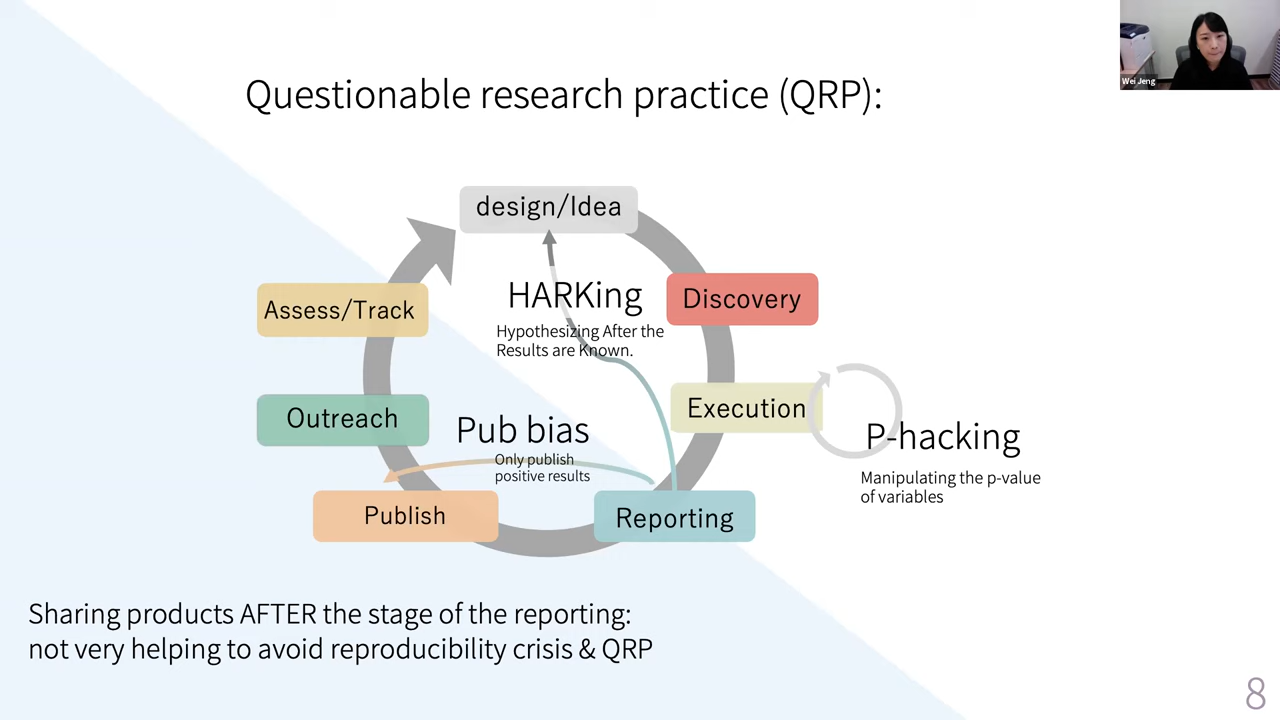 Wei Jeng
Questionable research practice (QRP):
design/Idea
HARKing
Hypothesizing After the
Results are Known.
Discovery
Assess/Track
Execution
P-hacking
Manipulating the p-value
of variables
Outreach
Pub bias
Only publish
positive results
Publish
Reporting
Sharing products AFTER the stage of the reporting:
not very helping to avoid reproducibility crisis & QRP
8